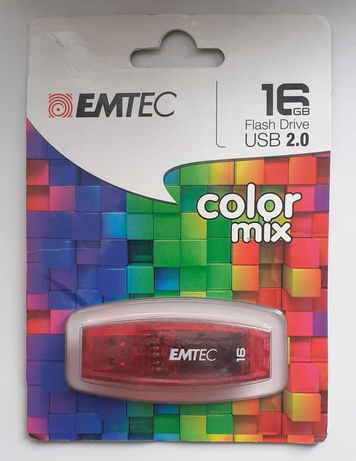 EMTEC
16GB
Flash Drive
USB 2.0
color
mix
EMTEC
16